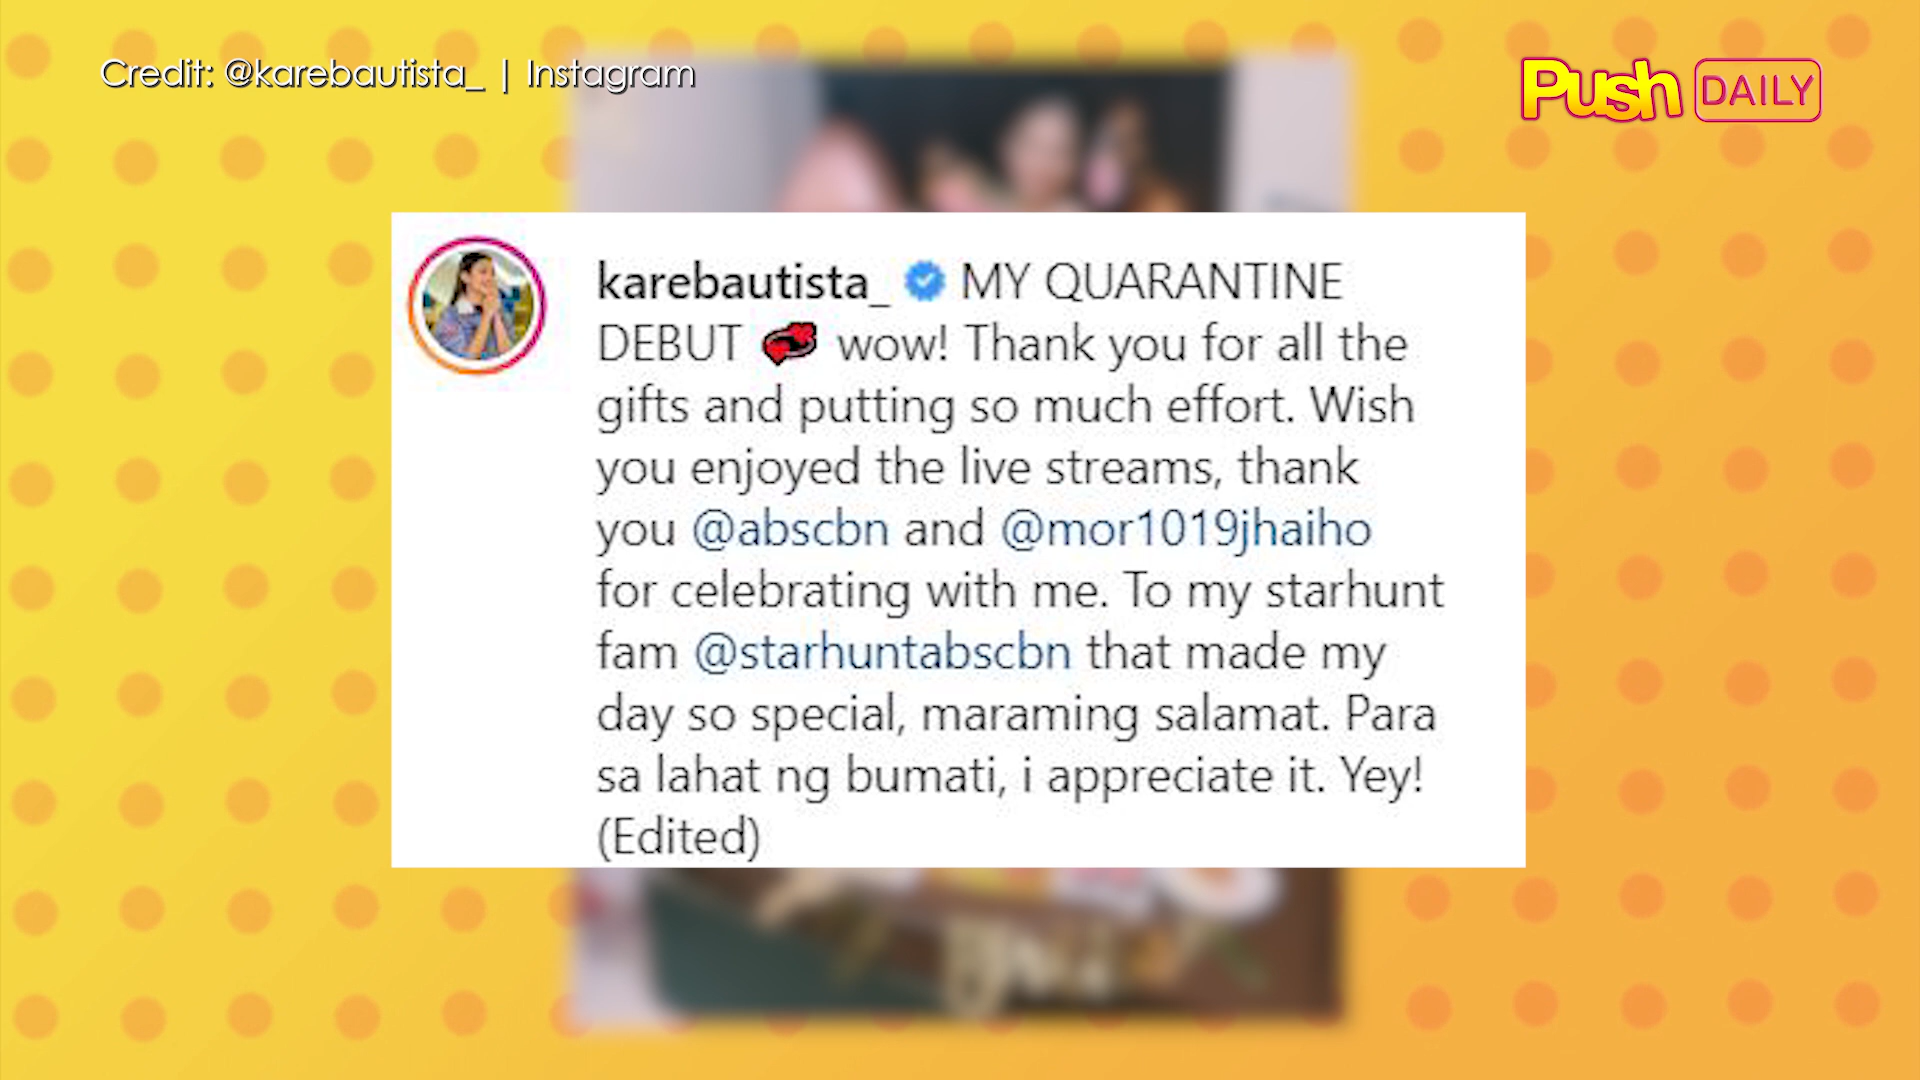 Credit: @karebautista_ | Instagram
Push DAILY
karebautista_ MY QUARANTINE
DEBUT 💞 wow! Thank you for all the
gifts and putting so much effort. Wish
you enjoyed the live streams, thank
you @abscbn and @mor1019jhaiho
for celebrating with me. To my starhunt
fam @starhuntabscbn that made my
day so special, maraming salamat. Para
sa lahat ng bumati, i appreciate it. Yey!
(Edited)